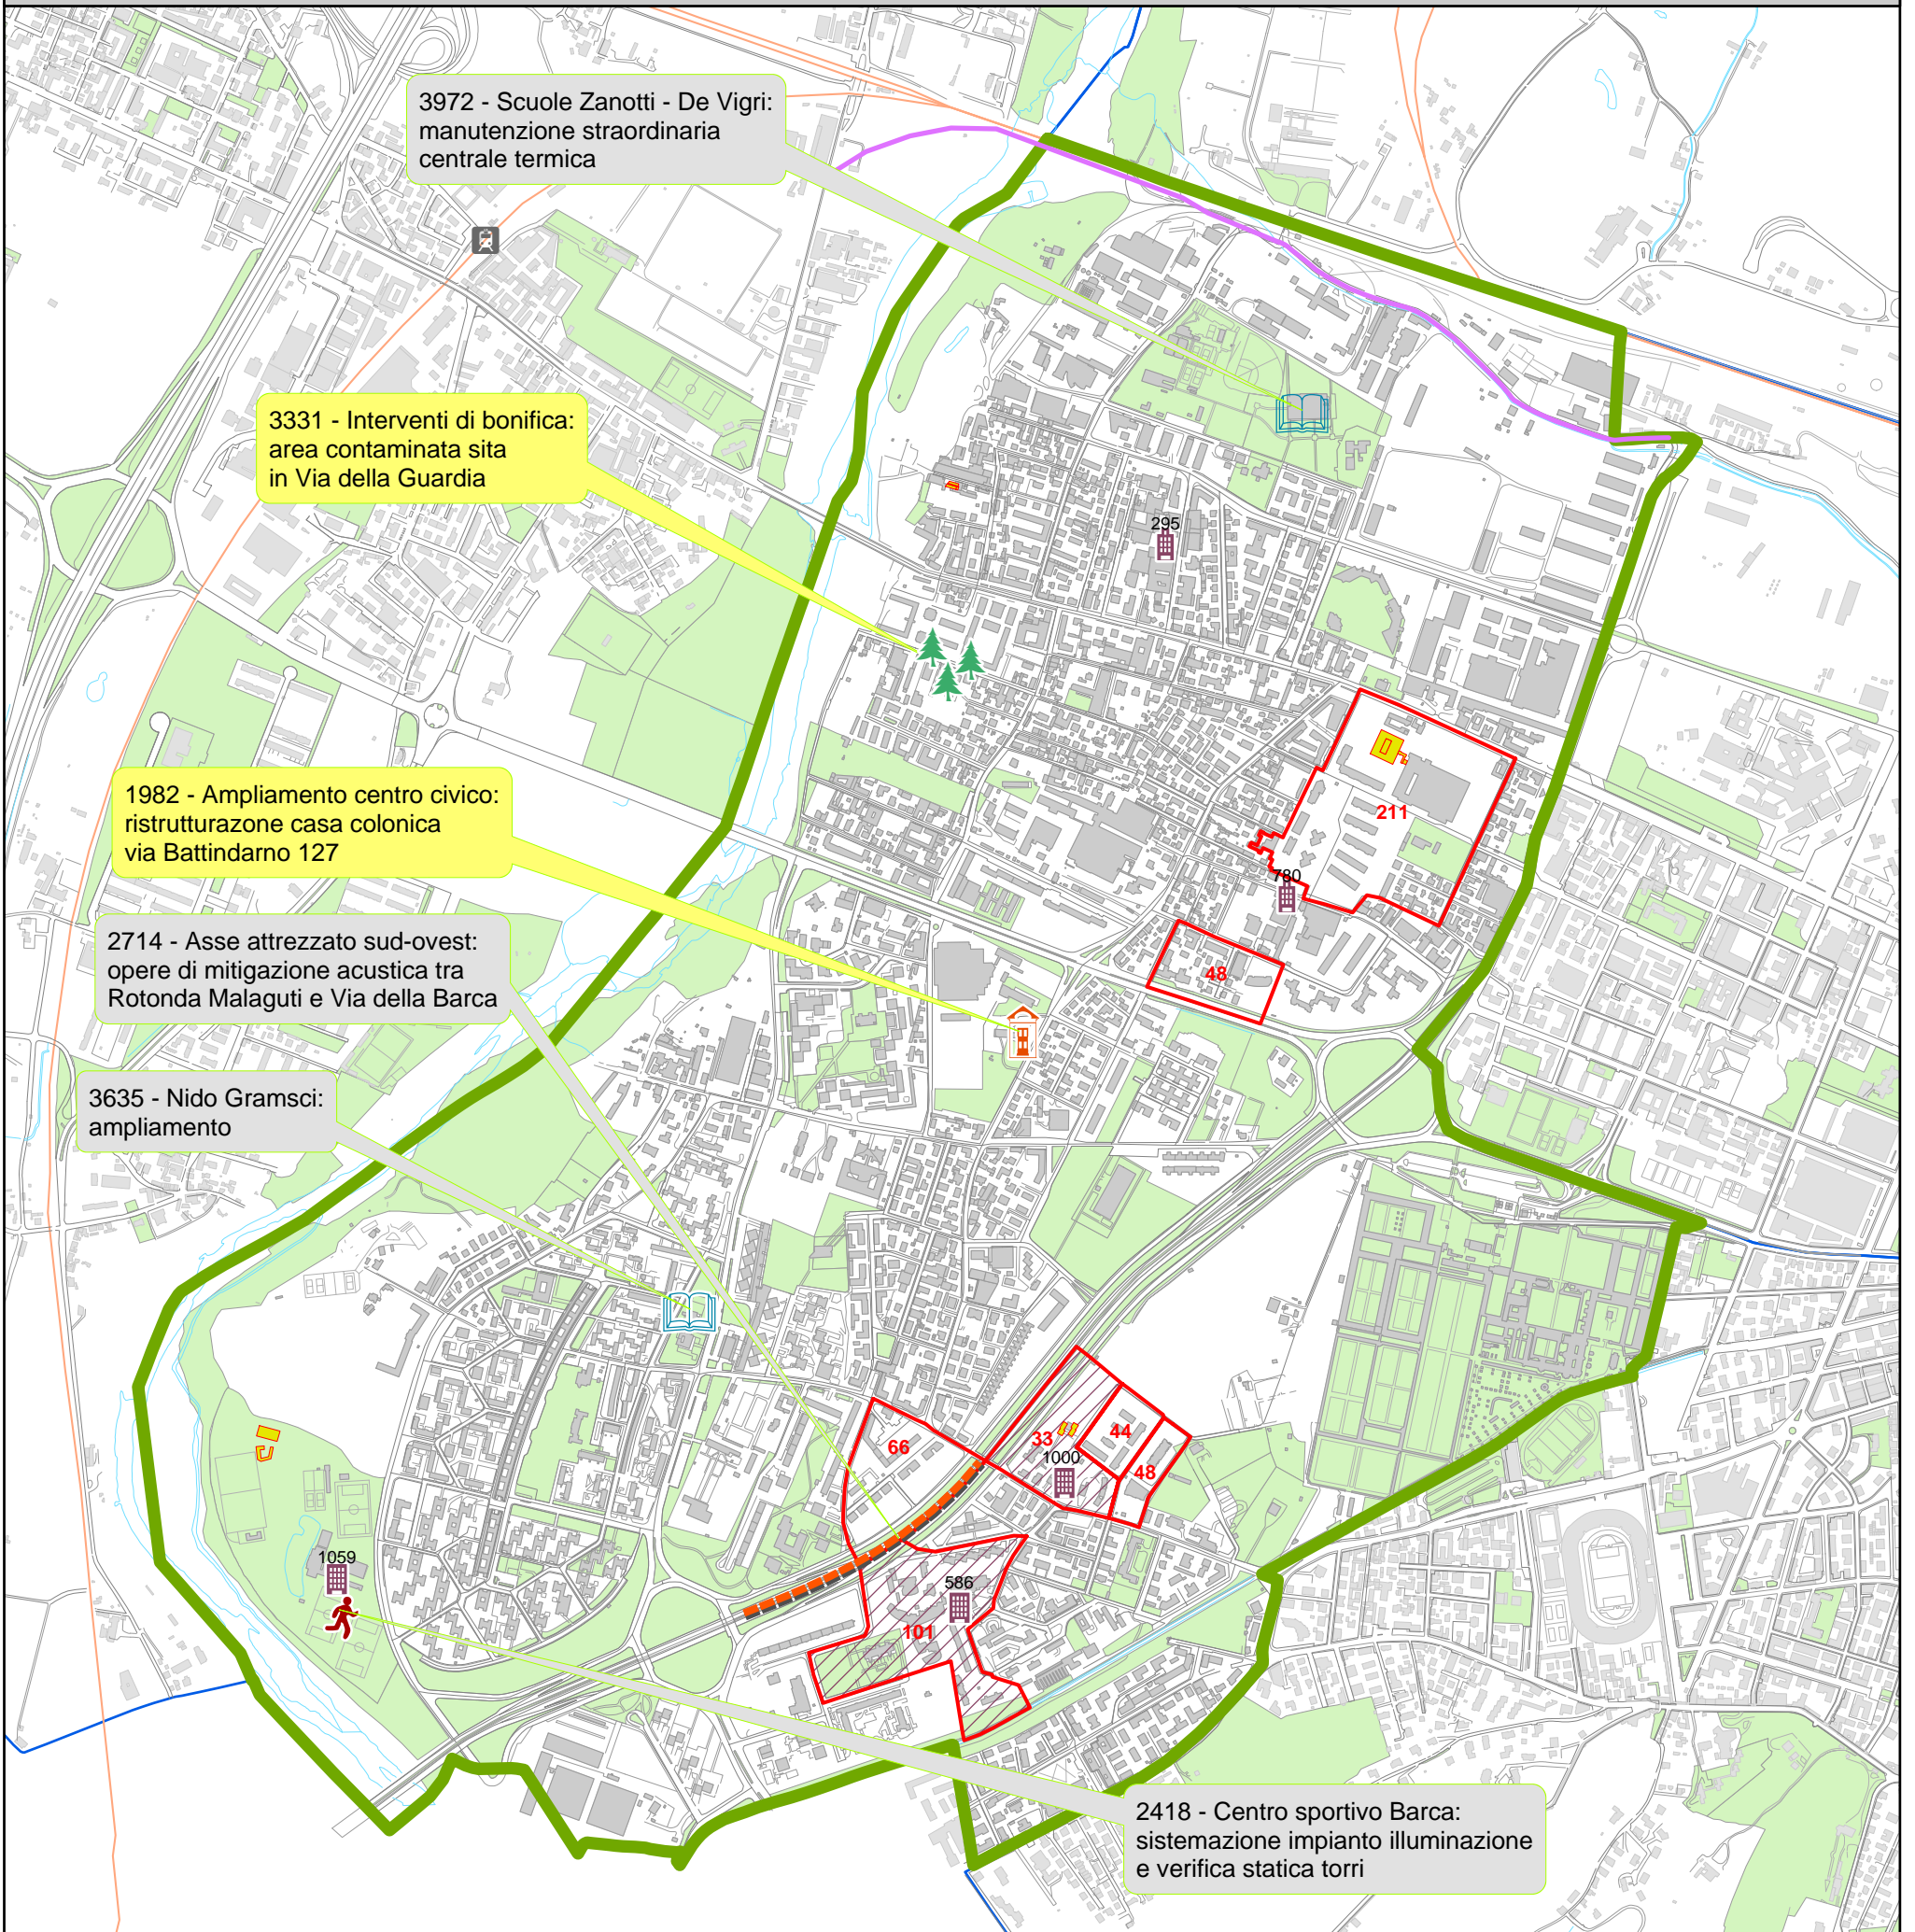 3972 - Scuole Zanotti - De Vigri:
manutenzione straordinaria
centrale termica
3331 - Interventi di bonifica:
area contaminata sita
in Via della Guardia
295
1982 - Ampliamento centro civico:
ristrutturazone casa colonica
via Battindarno 127
211
780
2714 - Asse attrezzato sud-ovest:
opere di mitigazione acustica tra
Rotonda Malaguti e Via della Barca
48
3635 - Nido Gramsci:
ampliamento
66
33
44
1000
48
1059
586
101
2418 - Centro sportivo Barca:
sistemazione impianto illuminazione
e verifica statica torri